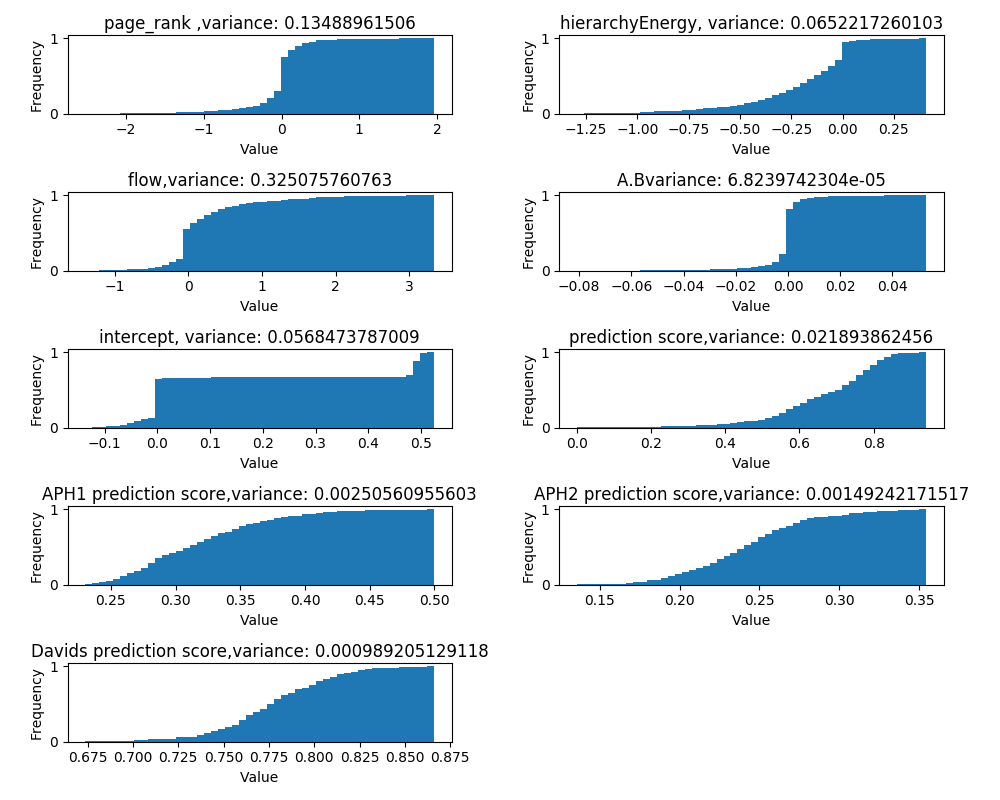 page_rank ,variance: 0.13488961506
Frequency
1
0
−2 −1 0 1 2
Value
hierarchyEnergy, variance: 0.0652217260103
Frequency
1
0
−1.25 −1.00 −0.75 −0.50 −0.25 0.00 0.25
Value
flow,variance: 0.325075760763
Frequency
1
0
−1 0 1 2 3
Value
A.Bvariance: 6.8239742304e-05
Frequency
1
0
−0.08 −0.06 −0.04 −0.02 0.00 0.02 0.04
Value
intercept, variance: 0.0568473787009
Frequency
1
0
−0.1 0.0 0.1 0.2 0.3 0.4 0.5
Value
prediction score,variance: 0.021893862456
Frequency
1
0
0.0 0.2 0.4 0.6 0.8
Value
APH1 prediction score,variance: 0.00250560955603
Frequency
1
0
0.25 0.30 0.35 0.40 0.45 0.50
Value
APH2 prediction score,variance: 0.00149242171517
Frequency
1
0
0.15 0.20 0.25 0.30 0.35
Value
Davids prediction score,variance: 0.000989205129118
Frequency
1
0
0.675 0.700 0.725 0.750 0.775 0.800 0.825 0.850 0.875
Value